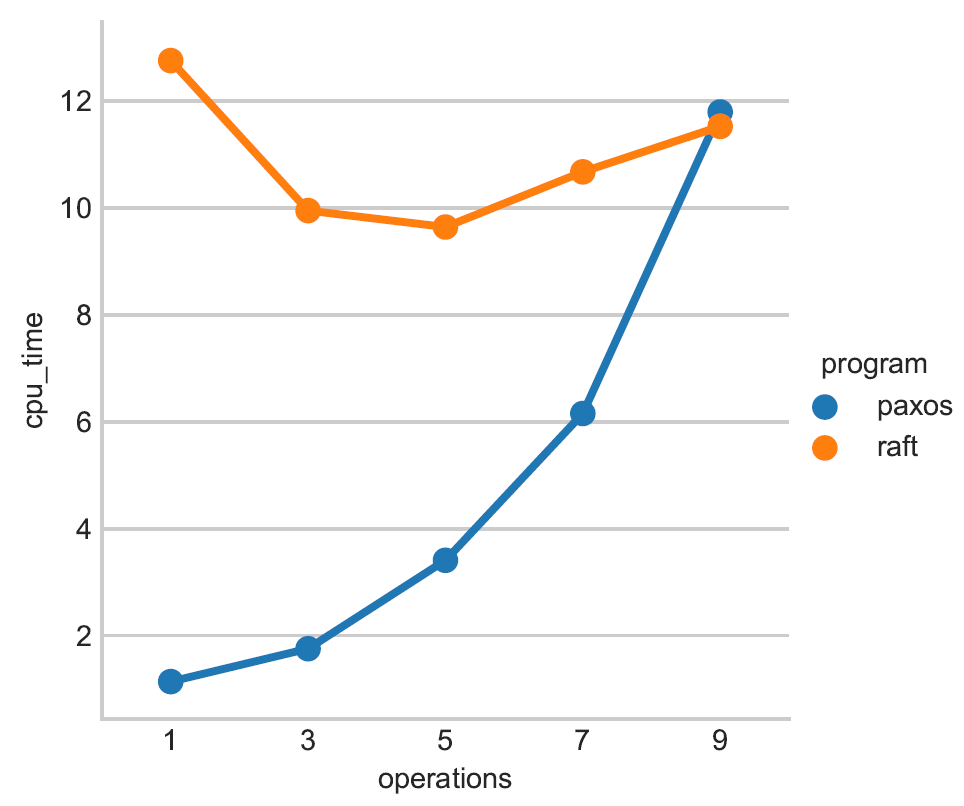 12
10
8
6
4
2
cpu_time
1 3 5 7 9
operations
program
paxos
raft